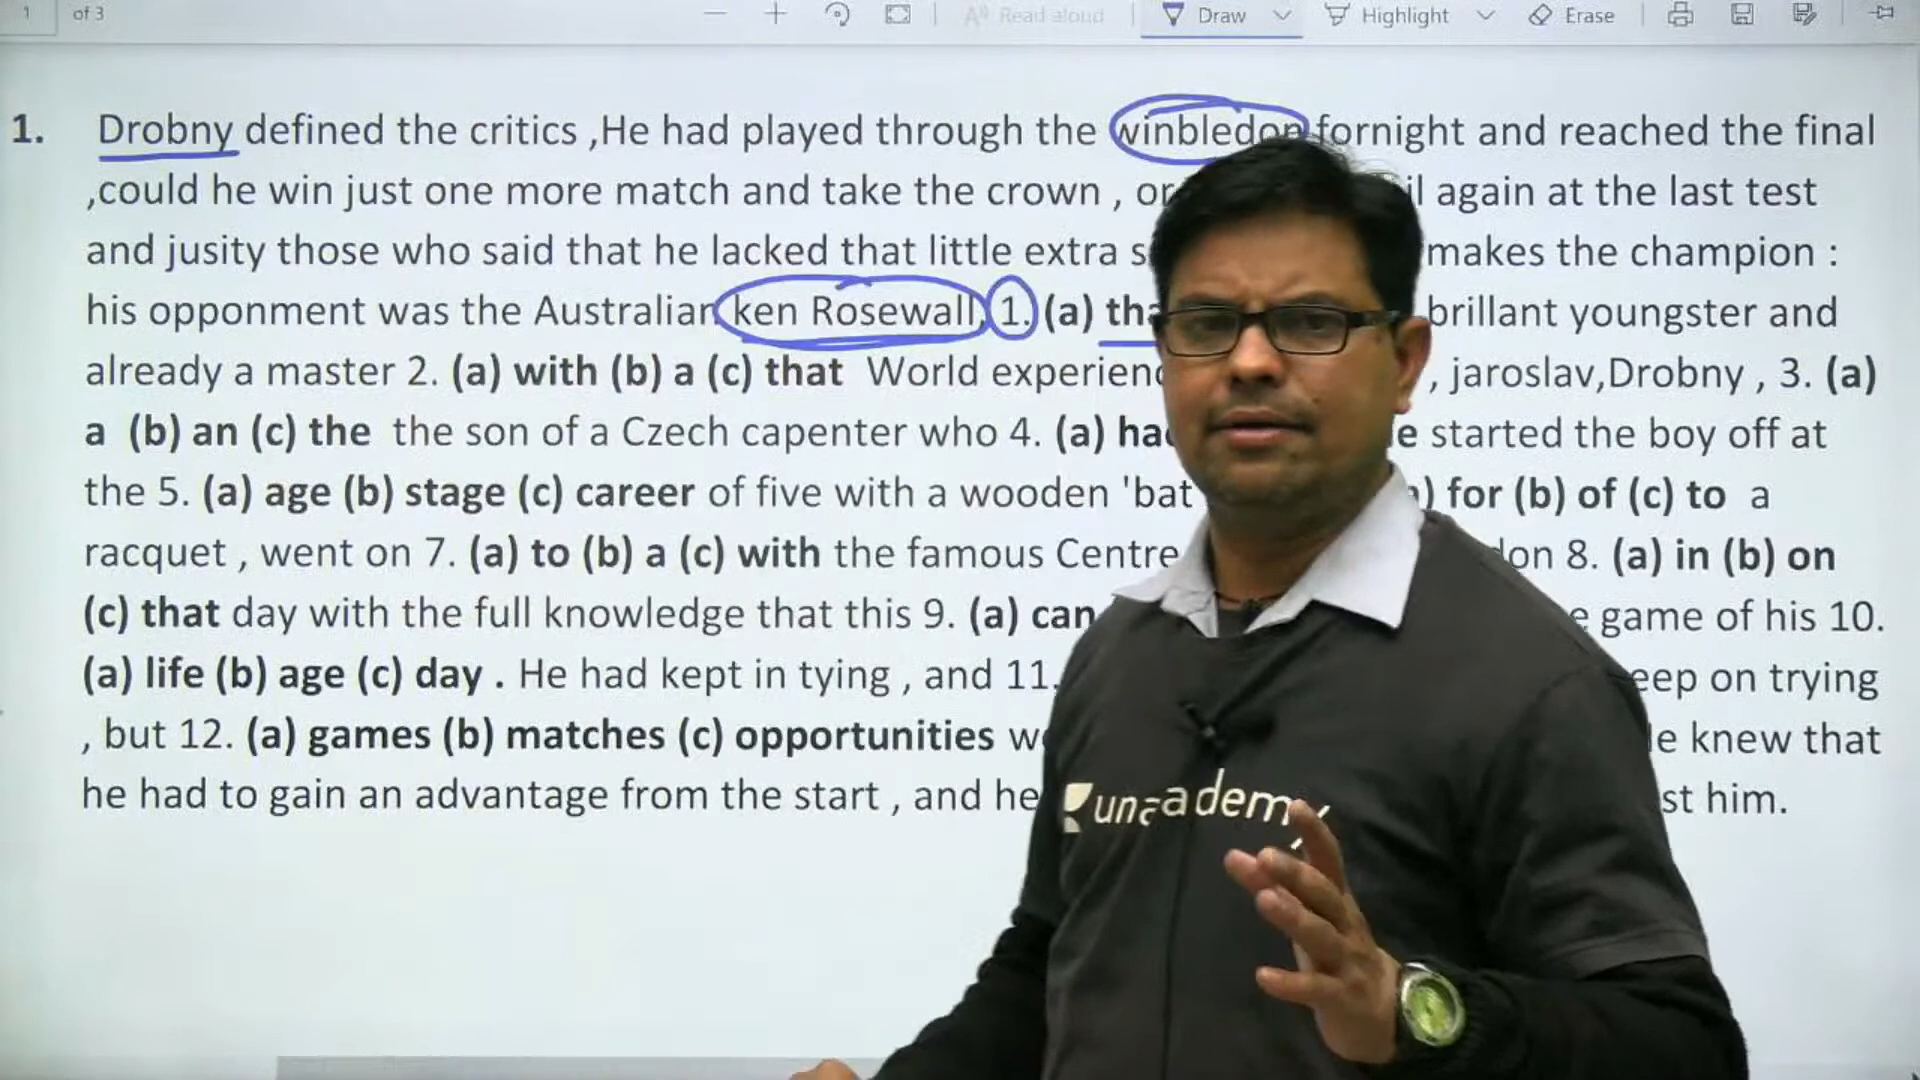 1 of 3 Read aloud Draw Highlight Erase
1. Drobny defined the critics ,He had played through the winbledon fornight and reached the final
,could he win just one more match and take the crown , or il again at the last test
and jusity those who said that he lacked that little extra makes the champion :
his opponment was the Australian ken Rosewall, 1. (a) brillant youngster and
already a master 2. (a) with (b) a (c) that World , jaroslav,Drobny , 3. (a)
a (b) an (c) the the son of a Czech capenter who 4. (a) started the boy off at
the 5. (a) age (b) stage (c) career of five with a wooden 'bat for (b) of (c) to a
racquet , went on 7. (a) to (b) a (c) with the famous Centre 8. (a) in (b) on
(c) that day with the full knowledge that this 9. (a) can game of his 10.
(a) life (b) age (c) day . He had kept in tying , and 11. eep on trying
, but 12. (a) games (b) matches (c) opportunities knew that
he had to gain an advantage from the start , and he st him.
unacademy